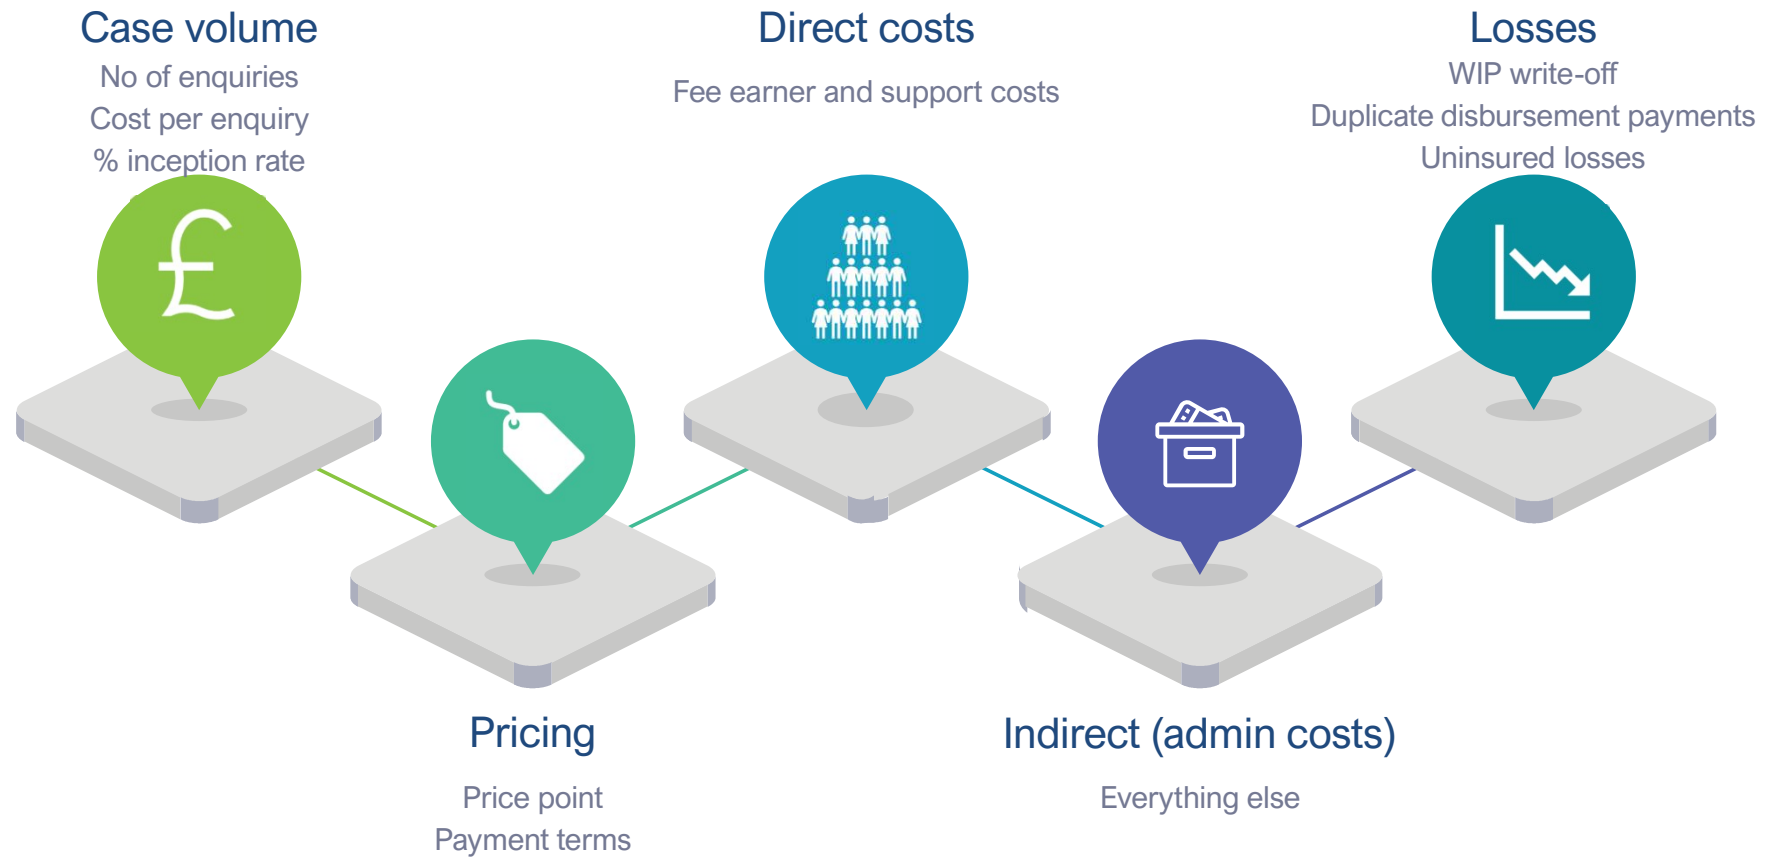 Case volume
No of enquiries
Cost per enquiry
% inception rate
Pricing
Price point
Payment terms
Direct costs
Fee earner and support costs
Indirect (admin costs)
Everything else
Losses
WIP write-off
Duplicate disbursement payments
Uninsured losses